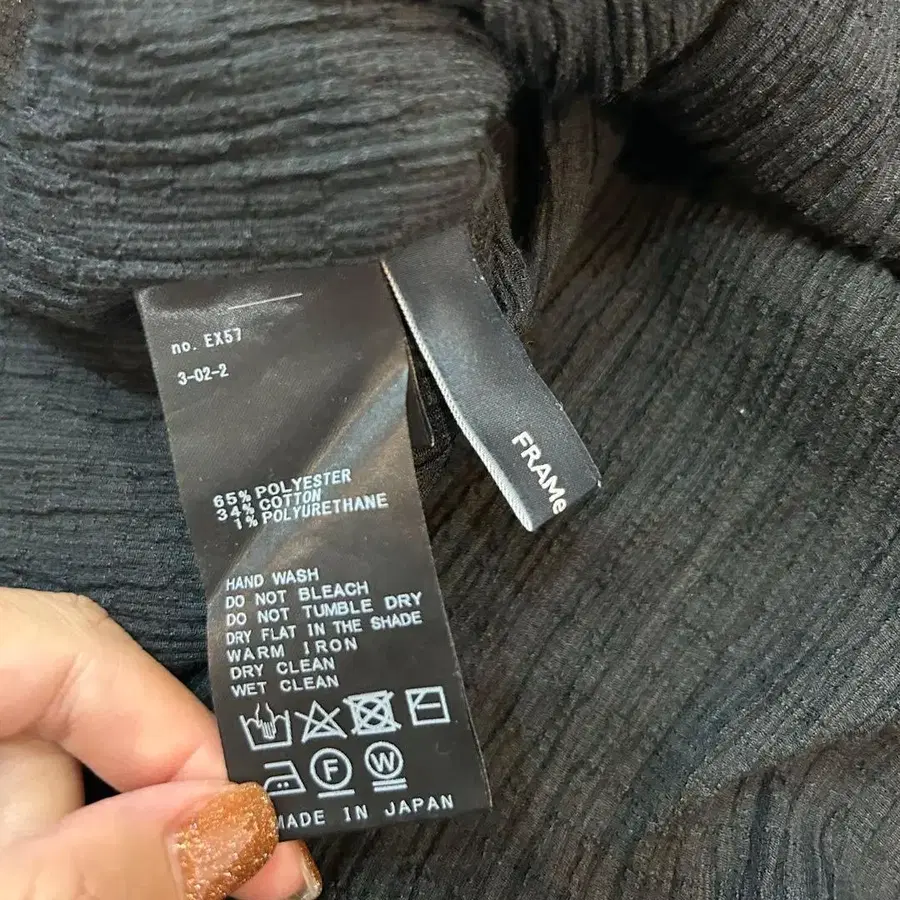 no. EX57
3-02-2
65% POLYESTER
34% COTTON
1% POLYURETHANE
HAND WASH
DO NOT BLEACH
DO NOT TUMBLE DRY
DRY FLAT IN THE SHADE
WARM IRON
DRY CLEAN
WET CLEAN
F W
MADE IN JAPAN
FRAMe